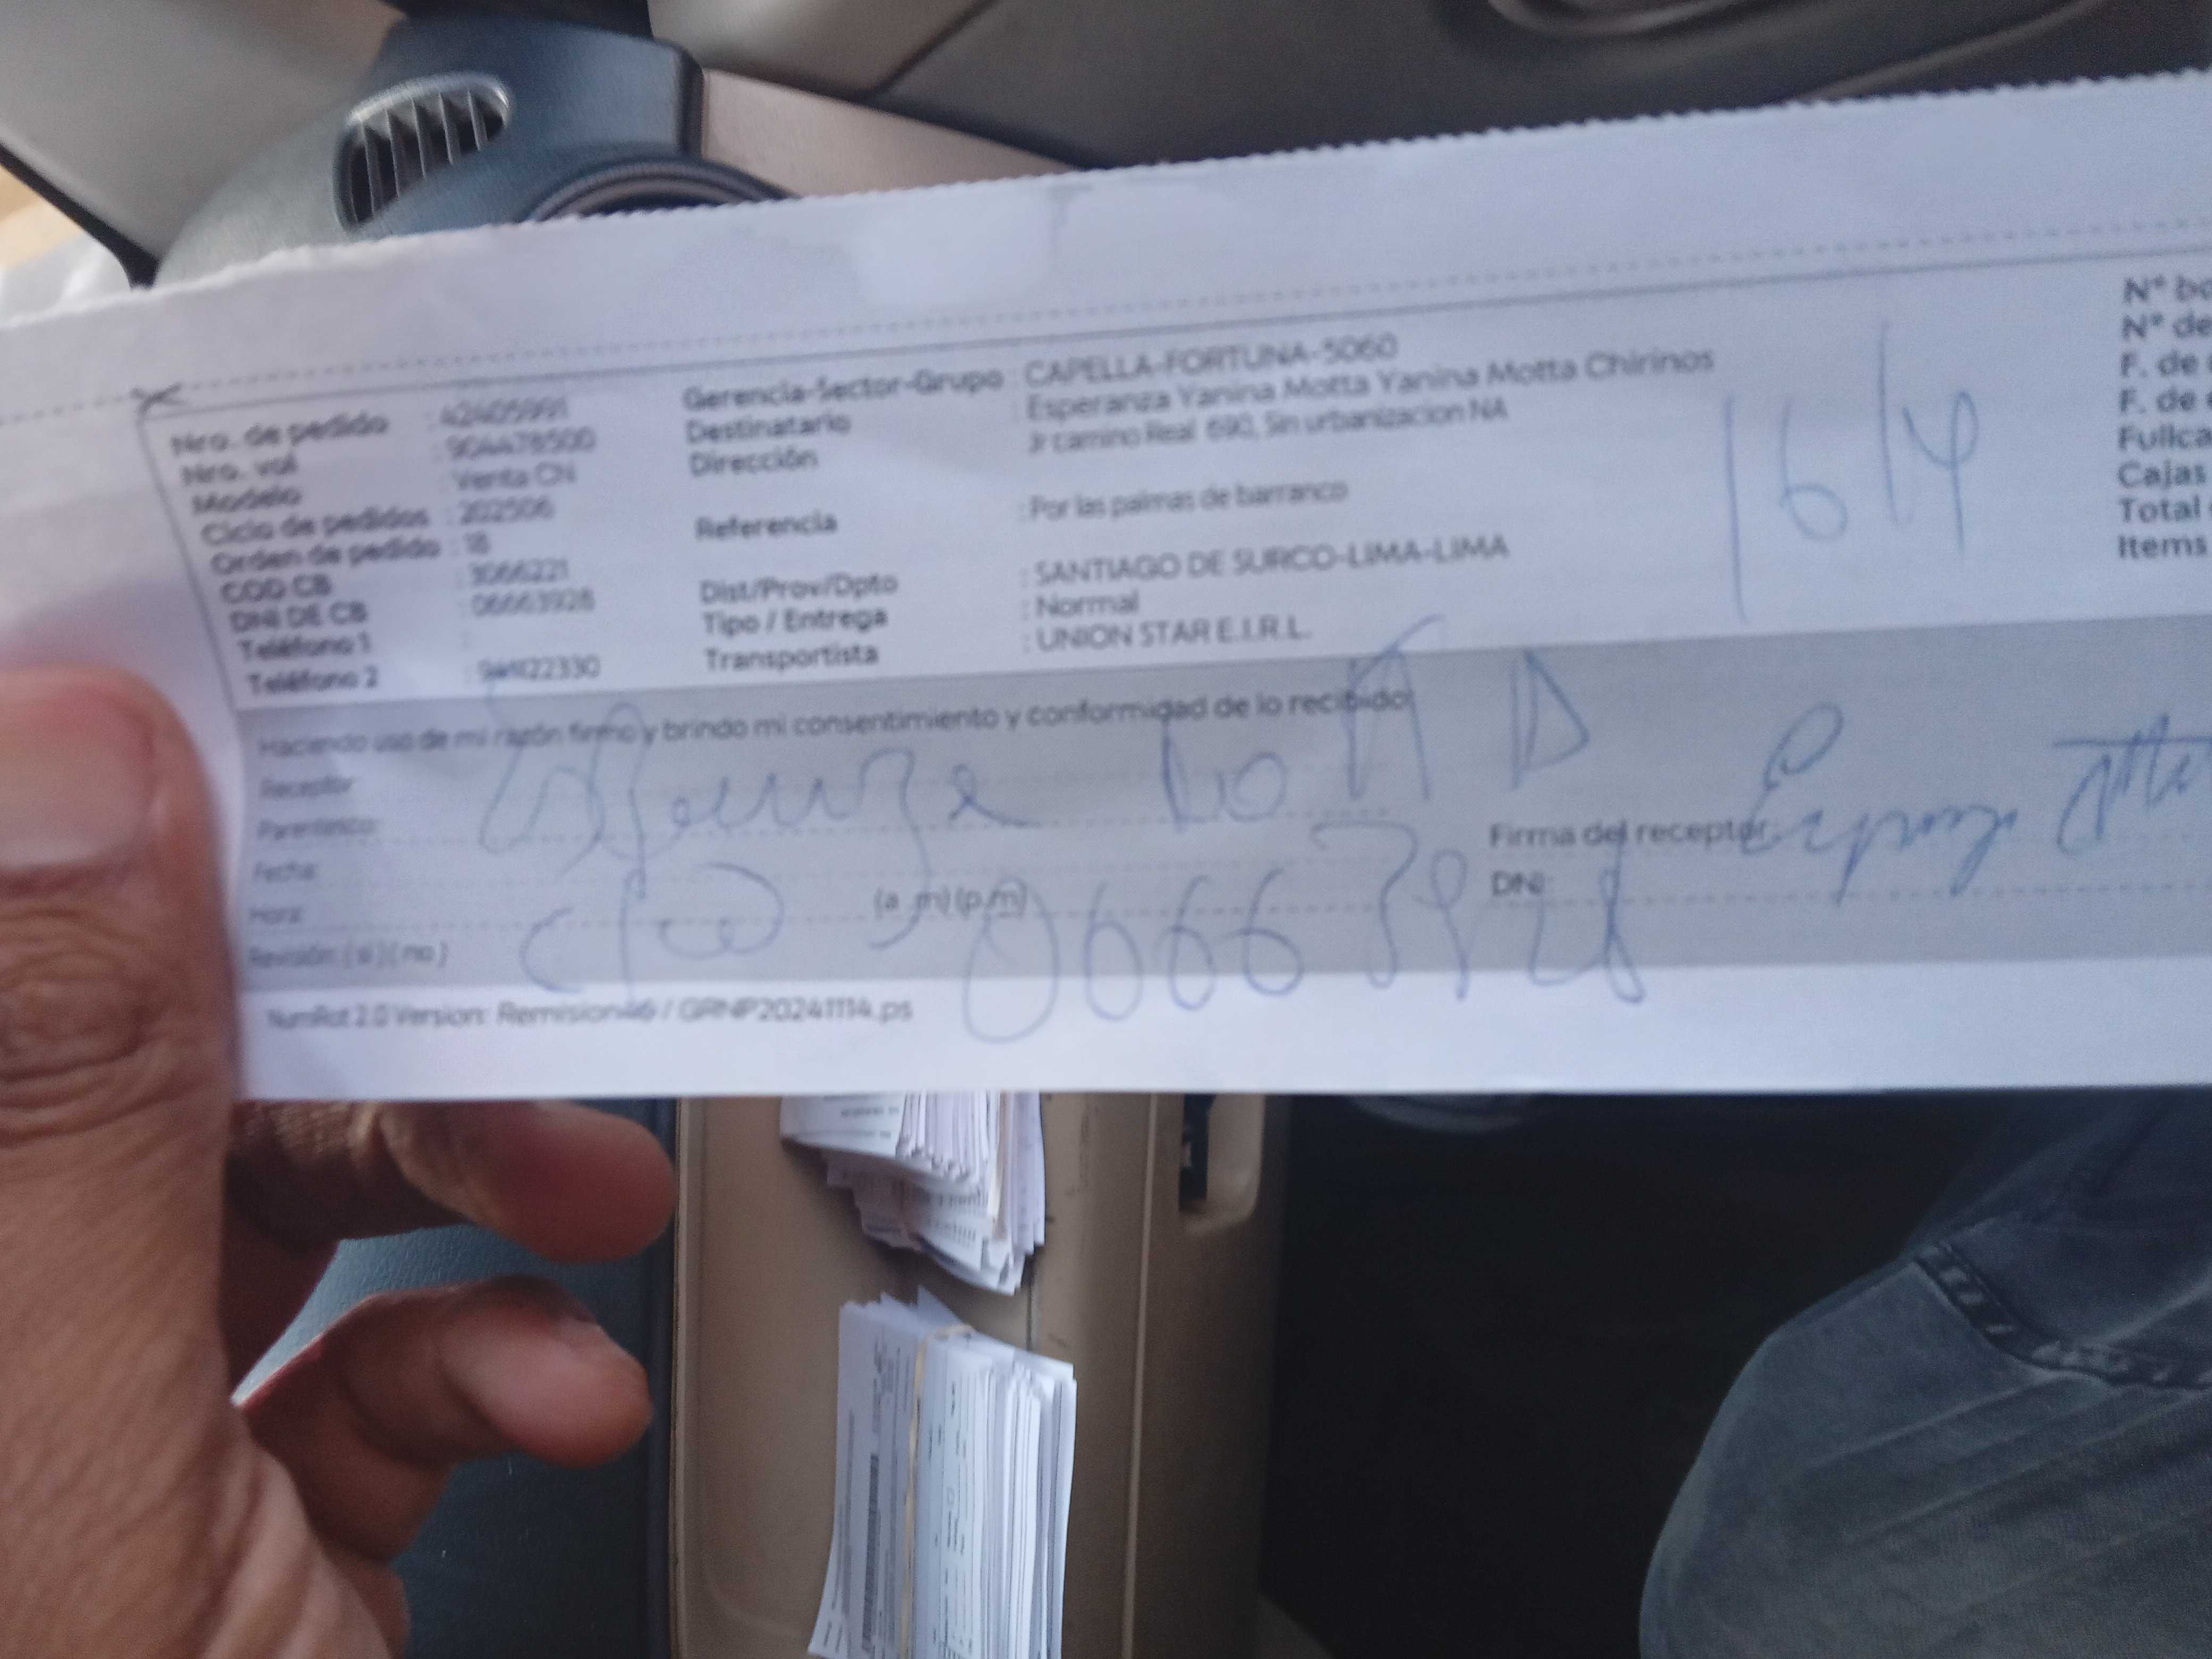 Nro. de pedido : 42405991
Nro. vol : 904478500
Modelo : Venta CN
Ciclo de pedidos : 202506
Orden de pedido : 18
COD CB : 3066221
DNI DE CB : 06663928
Teléfono 1 :
Teléfono 2 :
Gerencia-Sector-Grupo : CAPELLA-FORTUNA-5060
Destinatario : Esperanza Yanina Motta Yanina Motta Chirinos
Dirección : Jr camino Real 690, Sin urbanizacion NA
Referencia : Por las palmas de barranco
Dist/Prov/Dpto : SANTIAGO DE SURCO-LIMA-LIMA
Tipo / Entrega : Normal
Transportista : UNION STAR E.I.R.L.
16/4
N° bo
N° de
F. de
F. de
Fullca
Cajas
Total
Items
Haciendo uso de mi razón firmo y brindo mi consentimiento y conformidad de lo recibido
Receptor:
Parentesco:
Fecha:
Hora: (a.m) (p.m)
Revisión: (si) (no)
06663928
Firma del receptor:
DNI:
NumRot 2.0 Version: Remision46 / GRNP20241114.ps